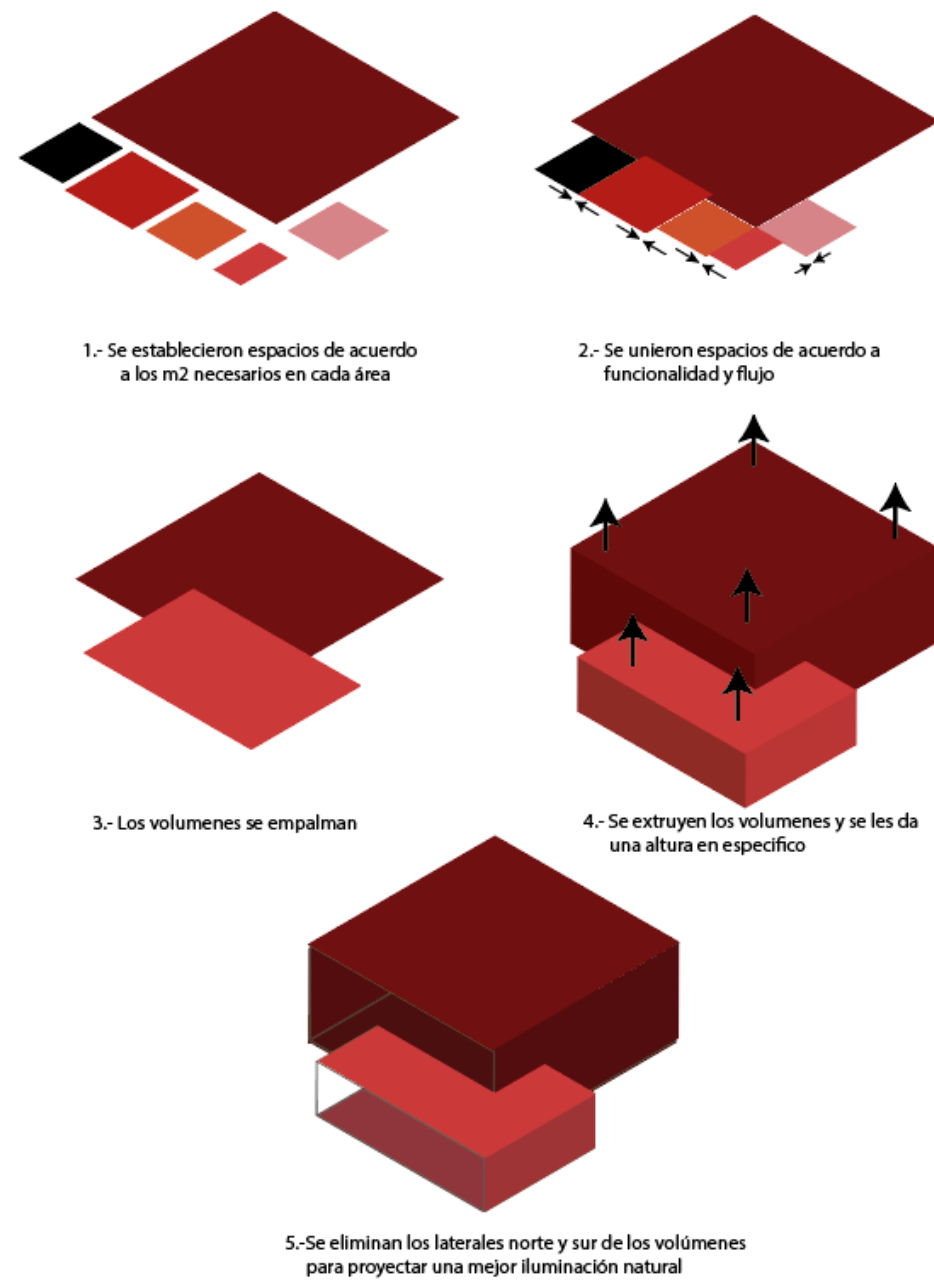 1.- Se establecieron espacios de acuerdo
a los m2 necesarios en cada área
2.- Se unieron espacios de acuerdo a
funcionalidad y flujo
3.- Los volumenes se empalman
4.- Se extruyen los volumenes y se les da
una altura en especifico
5.-Se eliminan los laterales norte y sur de los volúmenes
para proyectar una mejor iluminación natural